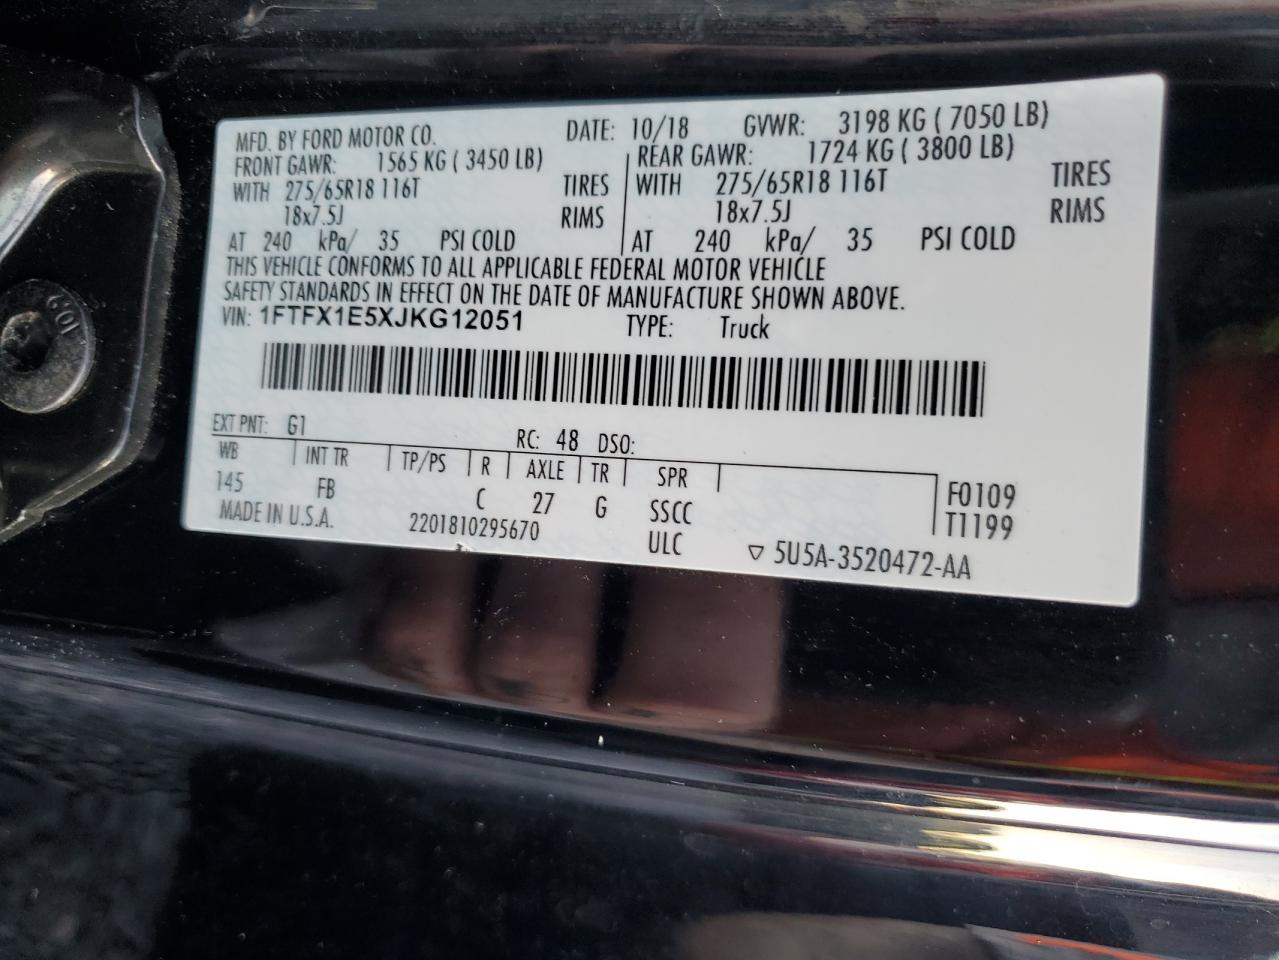 MFD. BY FORD MOTOR CO. DATE: 10/18 GVWR: 3198 KG ( 7050 LB)
FRONT GAWR: 1565 KG ( 3450 LB) REAR GAWR: 1724 KG ( 3800 LB)
WITH 275/65R18 116T TIRES WITH 275/65R18 116T TIRES
18x7.5J RIMS 18x7.5J RIMS
AT 240 kPa/ 35 PSI COLD AT 240 kPa/ 35 PSI COLD
THIS VEHICLE CONFORMS TO ALL APPLICABLE FEDERAL MOTOR VEHICLE
SAFETY STANDARDS IN EFFECT ON THE DATE OF MANUFACTURE SHOWN ABOVE.
VIN: 1FTFX1E5XJKG12051 TYPE: Truck
EXT PNT: G1 RC: 48 DSO:
WB INT TR TP/PS R AXLE TR SPR
145 FB C 27 G SSCC F0109
MADE IN U.S.A. 2201810295670 ULC T1199
▽ 5U5A-3520472-AA
10.9